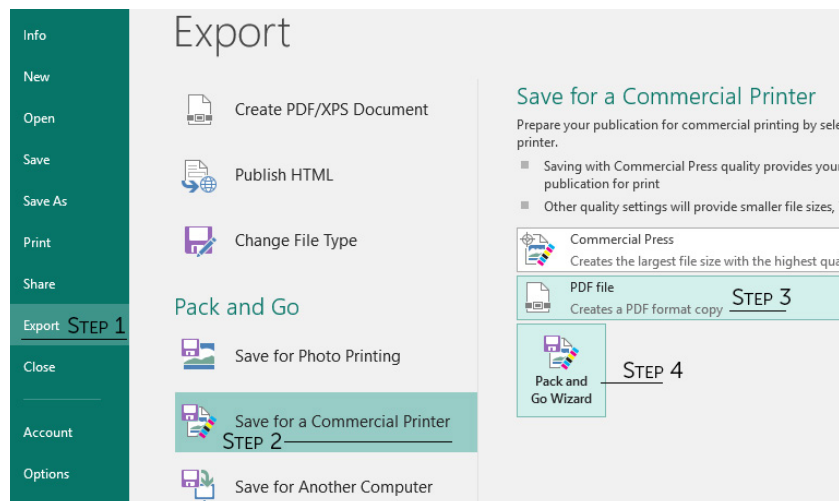 Info
New
Open
Save
Save As
Print
Share
Export STEP 1
Close
Account
Options
Export
Create PDF/XPS Document
Publish HTML
Change File Type
Pack and Go
Save for Photo Printing
Save for a Commercial Printer
STEP 2
Save for Another Computer
Save for a Commercial Printer
Prepare your publication for commercial printing by
printer.
Saving with Commercial Press quality provides your
publication for print
Other quality settings will provide smaller file sizes,
Commercial Press
Creates the largest file size with the highest
PDF file
Creates a PDF format copy STEP 3
Pack and
Go Wizard
STEP 4